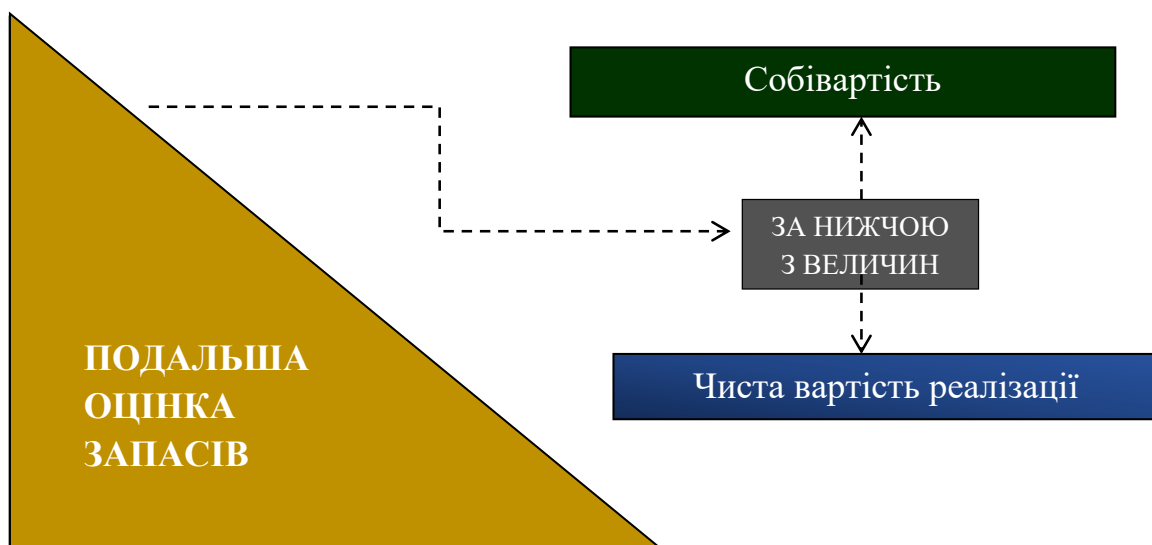 Собівартість
ЗА НИЖЧОЮ
З ВЕЛИЧИН
Чиста вартість реалізації
ПОДАЛЬША
ОЦІНКА
ЗАПАСІВ